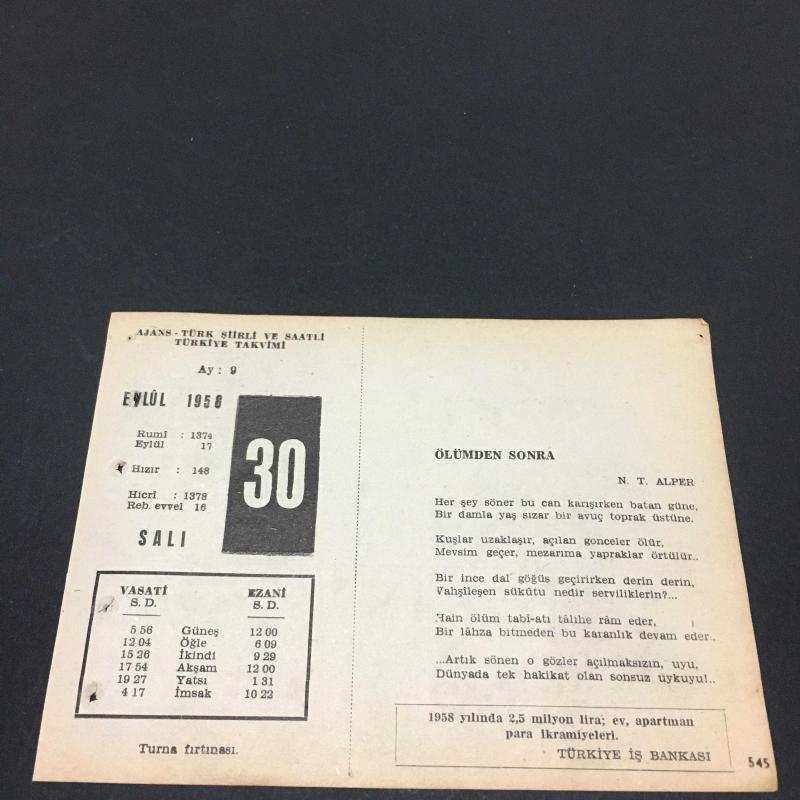 AJANS - TÜRK ŞİİRLİ VE SAATLİ
TÜRKİYE TAKVİMİ
Ay : 9
EYLÛL 1958
30
Rumî : 1374
Eylül 17
Hızır : 148
Hicrî : 1378
Reb. evvel 16
SALI
VASATİ EZANİ
S. D. S. D.
5 56 Güneş 12 00
12 04 Öğle 6 09
15 26 İkindi 9 29
17 54 Akşam 12 00
19 27 Yatsı 1 31
4 17 İmsak 10 22
Turna fırtınası.
ÖLÜMDEN SONRA
N. T. ALPER
Her şey söner bu can karışırken batan güne,
Bir damla yaş sızar bir avuç toprak üstüne.
Kuşlar uzaklaşır, açılan gonceler ölür,
Mevsim geçer, mezarıma yapraklar örtülür..
Bir ince dal göğüs geçirirken derin derin,
Vahşîleşen sükûtu nedir serviliklerin?...
Hain ölüm tabî-atı tâlihe râm eder,
Bir lâhza bitmeden bu karanlık devam eder..
...Artık sönen o gözler açılmaksızın, uyu,
Dünyada tek hakikat olan sonsuz uykuyu!..
1958 yılında 2,5 milyon lira; ev, apartman
para ikramiyeleri.
TÜRKİYE İŞ BANKASI
545